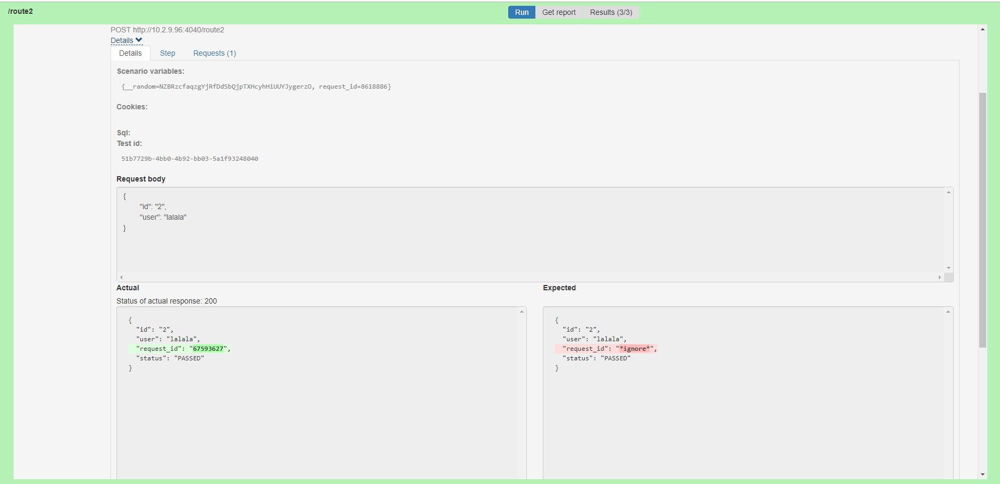 /route2
Run Get report Results (3/3)
POST http://10.2.9.96:4040/route2
Details
Details Step Requests (1)
Scenario variables:
{__random=NZBRzcfaqzgYjRfDdSbQjpTXHcyhHiUUYJygerzO, request_id=8618886}
Cookies:
Sql:
Test id:
51b7729b-4bb0-4b92-bb03-5a1f93248040
Request body
{
"id": "2",
"user": "lalala"
}
Actual
Status of actual response: 200
{
"id": "2",
"user": "lalala",
"request_id": "67593627",
"status": "PASSED"
}
Expected
{
"id": "2",
"user": "lalala",
"request_id": "*ignore*",
"status": "PASSED"
}